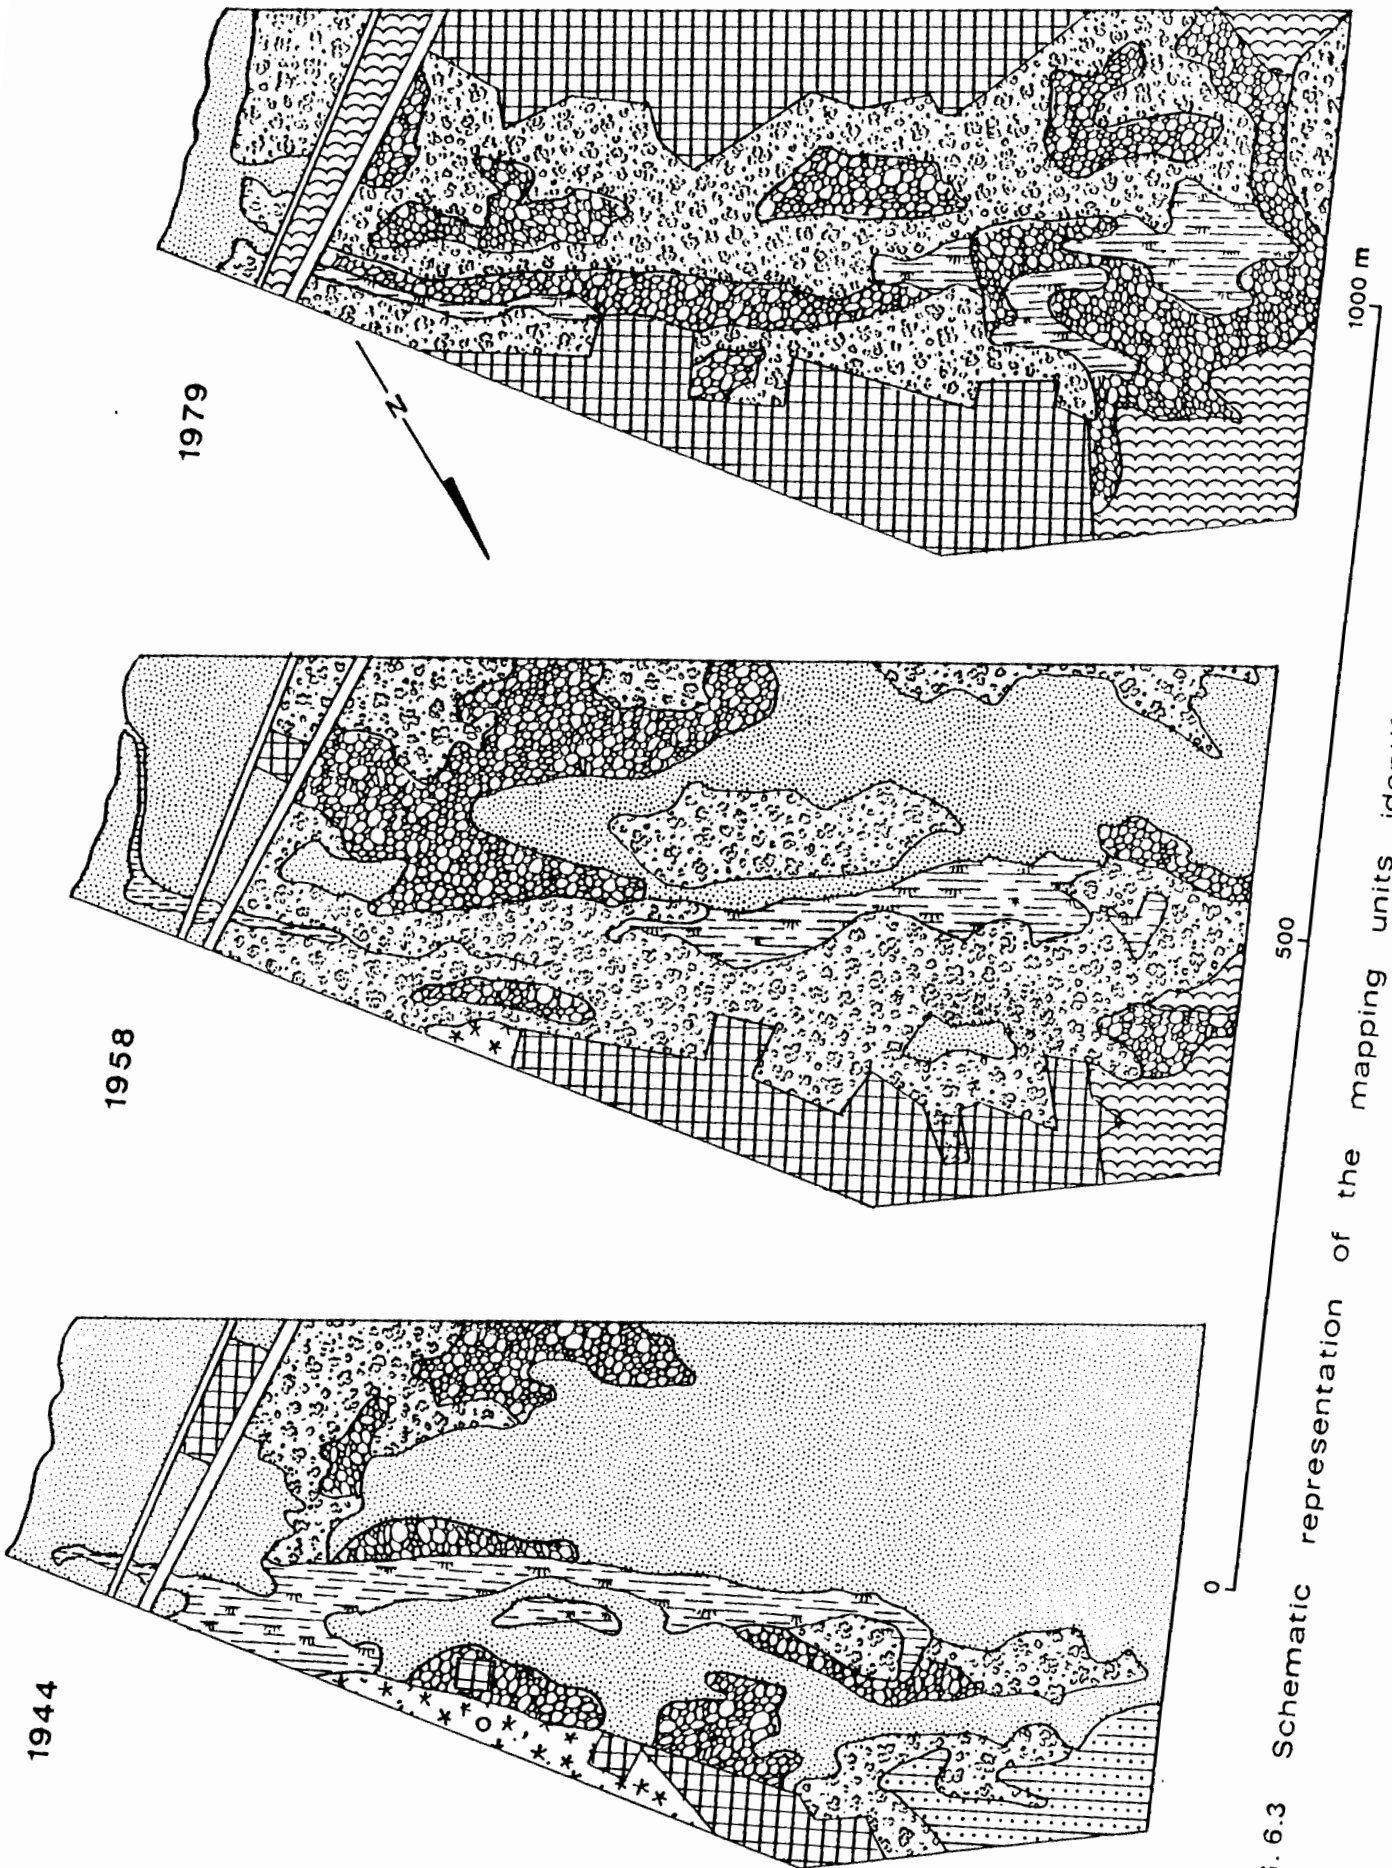 1944
1958
1979
N
0
500
1000 m
. 6.3 Schematic representation of the mapping units